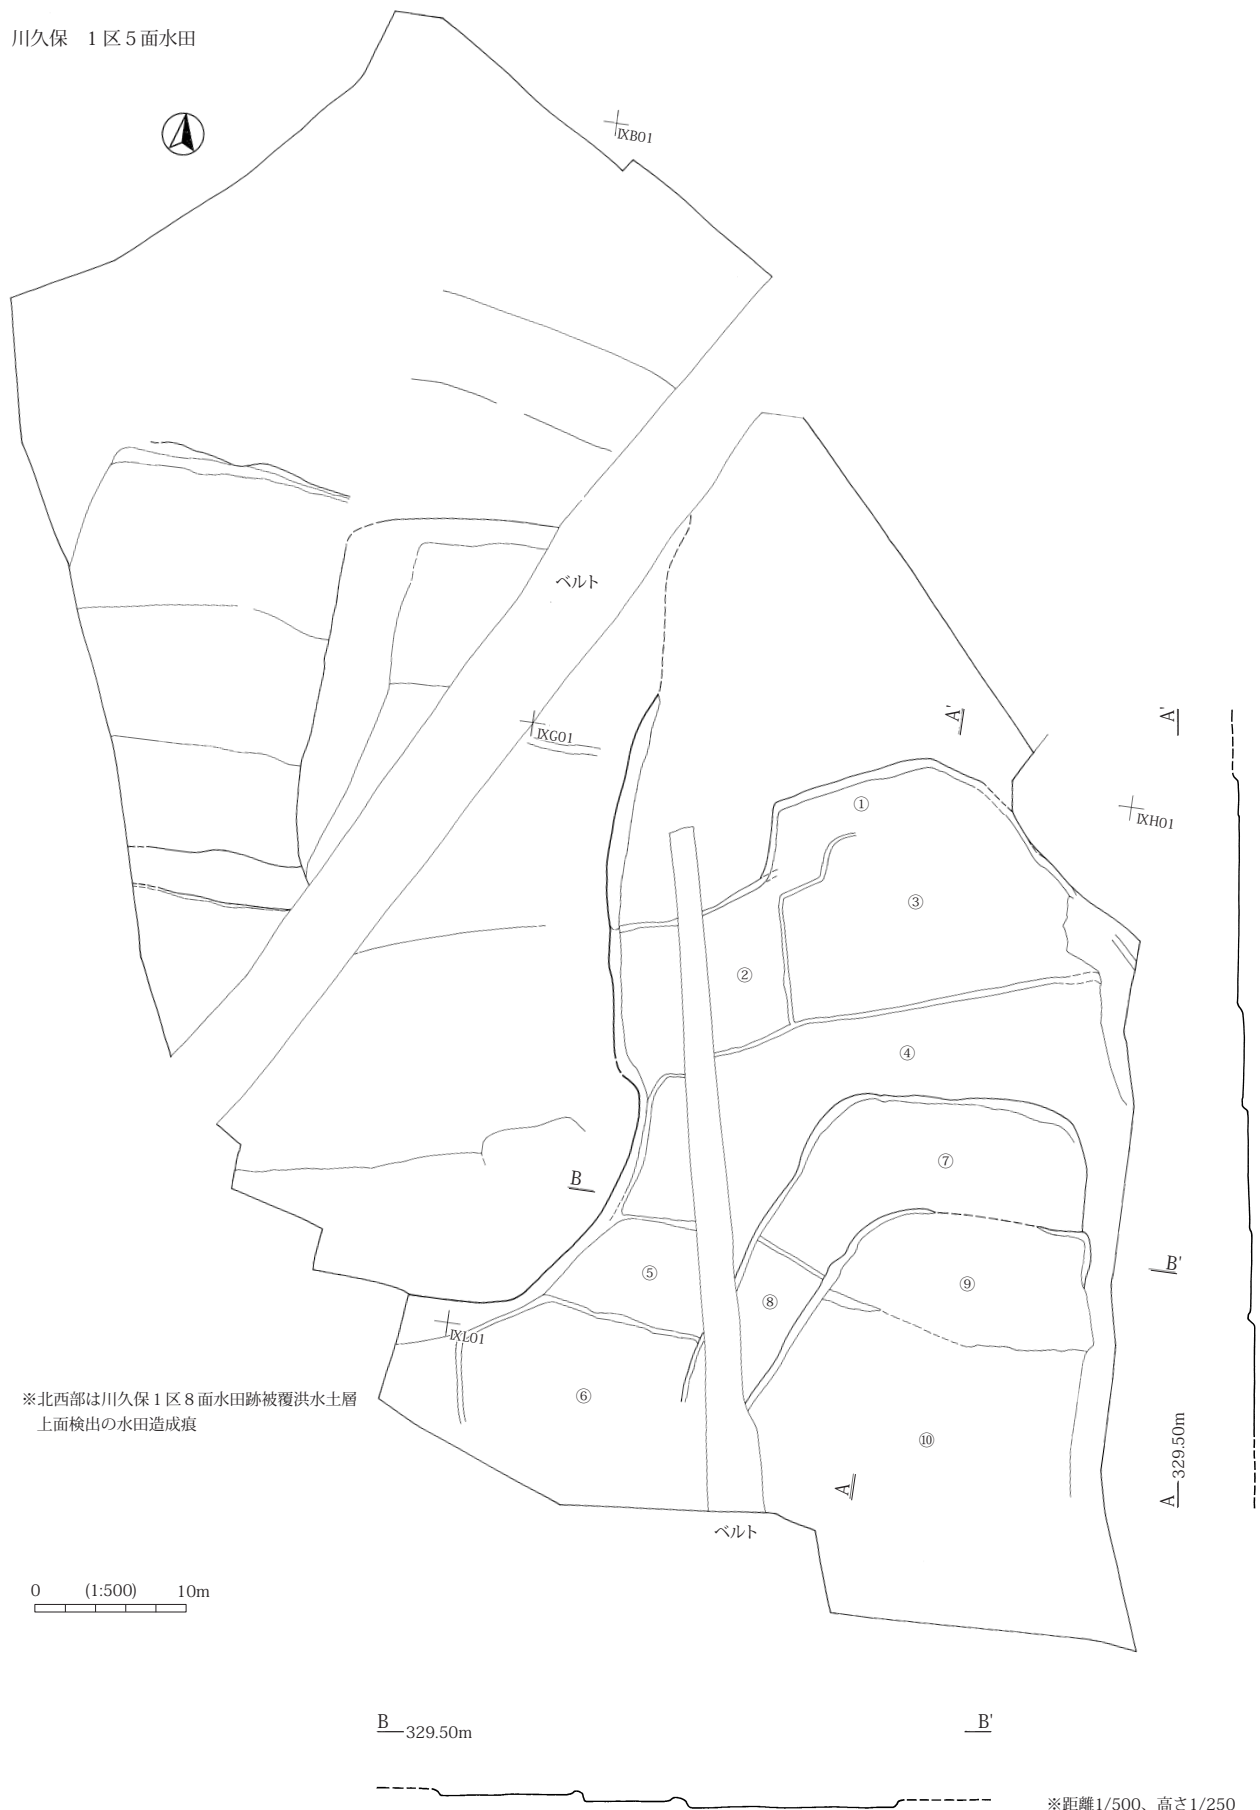 川久保　1区5面水田
IXB01
ベルト
IXG01
A'
A'
①
IXH01
③
②
④
⑦
B
B'
⑤
⑨
⑧
IXL01
※北西部は川久保1区8面水田跡被覆洪水土層
上面検出の水田造成痕
⑥
⑩
A
A 329.50m
ベルト
0 (1:500) 10m
B 329.50m
B'
※距離1/500、高さ1/250